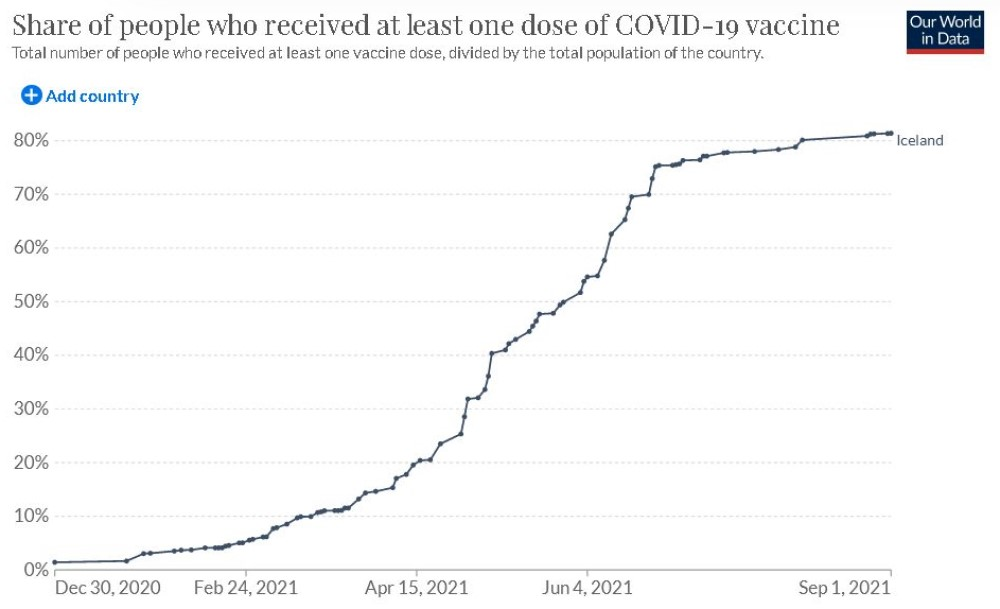 Share of people who received at least one dose of COVID-19 vaccine
Total number of people who received at least one vaccine dose, divided by the total population of the country.
Our World
in Data
Add country
80%
Iceland
70%
60%
50%
40%
30%
20%
10%
0%
Dec 30, 2020
Feb 24, 2021
Apr 15, 2021
Jun 4, 2021
Sep 1, 2021